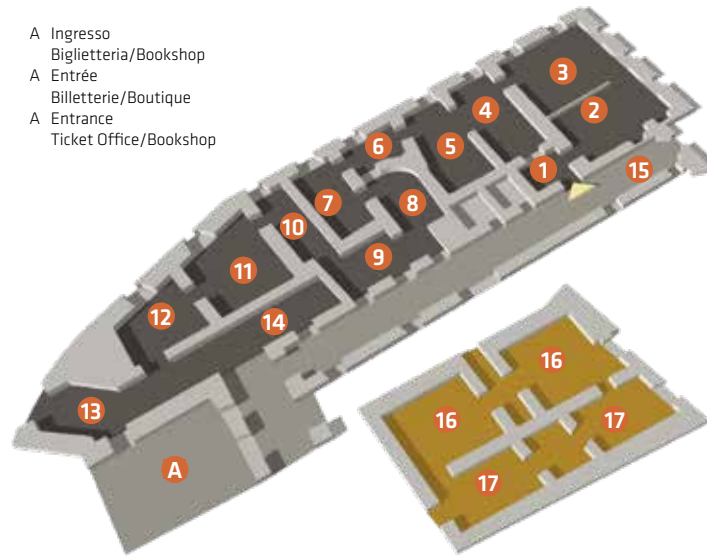 A Ingresso
Biglietteria/Bookshop
A Entrée
Billetterie/Boutique
A Entrance
Ticket Office/Bookshop
3
4
2
6
5
1
15
7
8
10
9
11
12
14
16
13
16
17
A
17